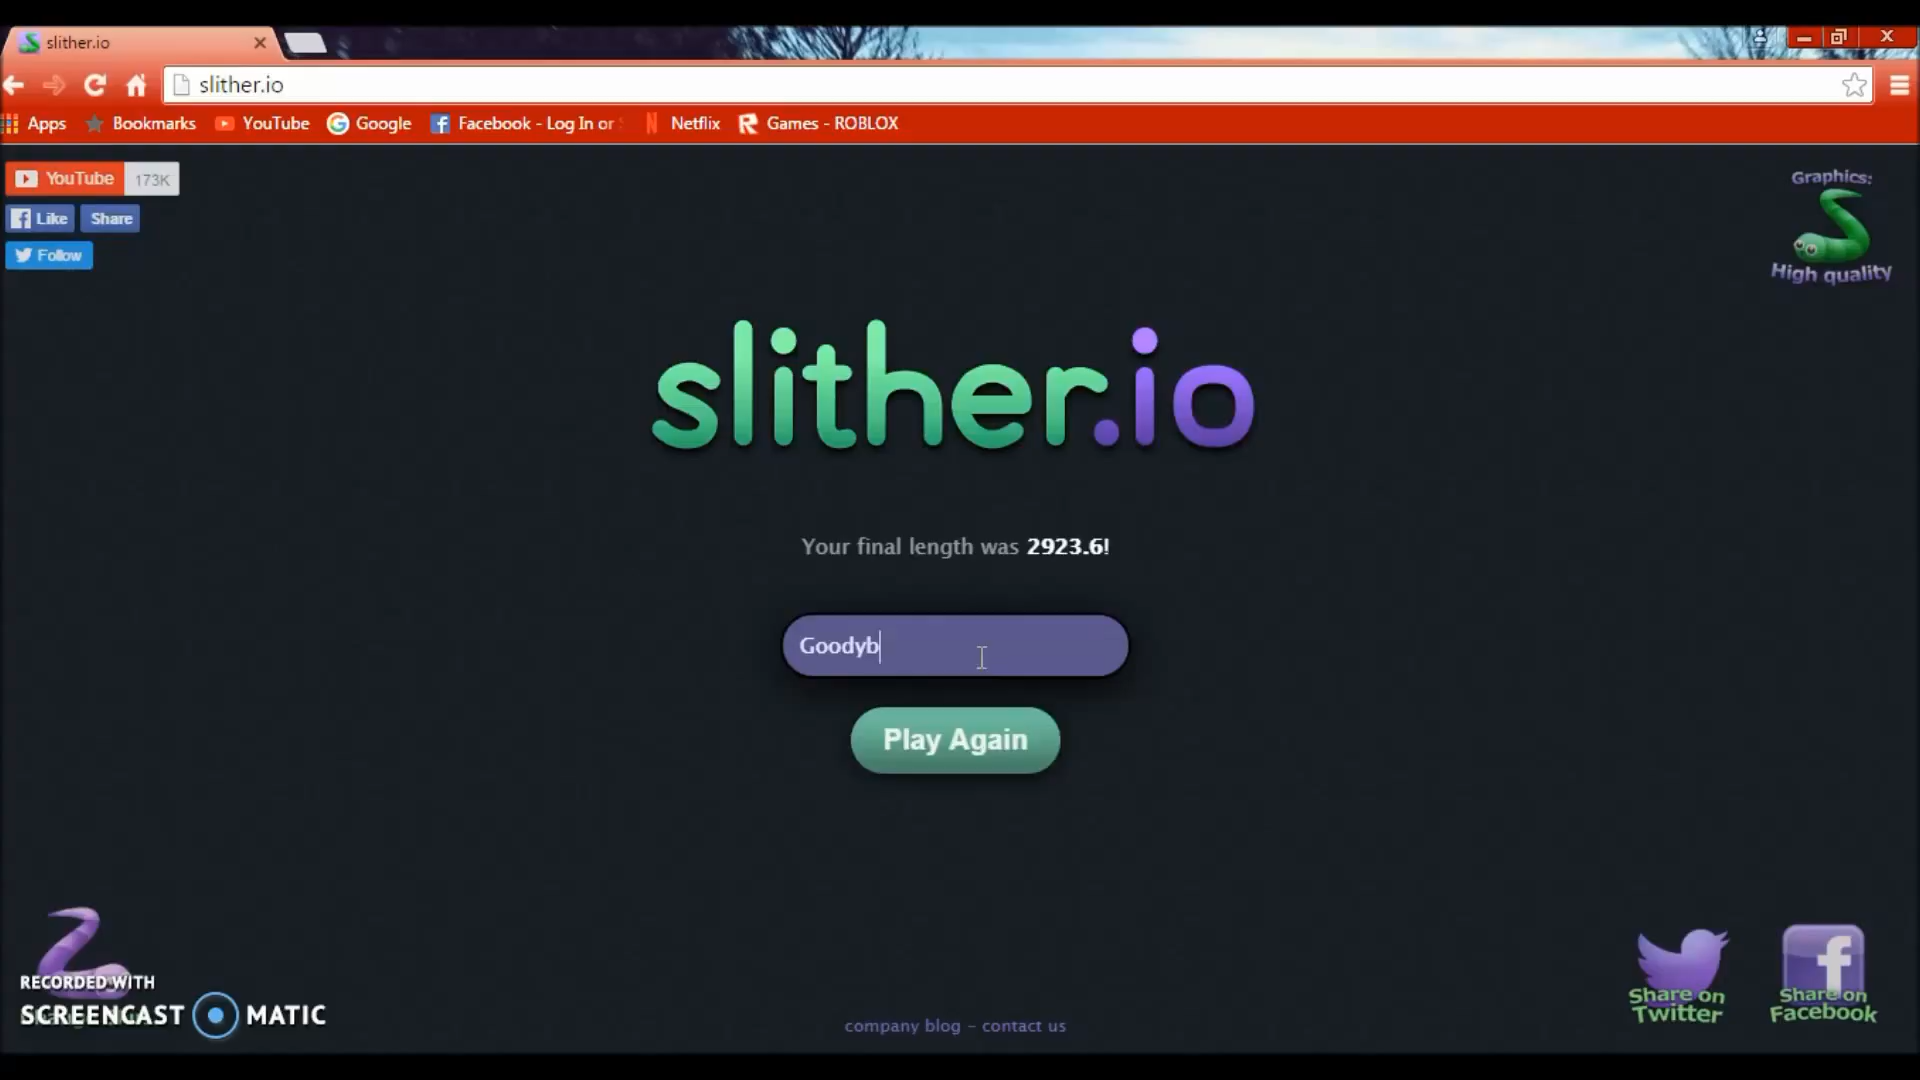 slither.io
slither.io
Apps Bookmarks YouTube Google Facebook - Log In or Netflix Games - ROBLOX
YouTube 173K
Like Share
Follow
Graphics:
High quality
slither.io
Your final length was 2923.6!
Goodyb
Play Again
RECORDED WITH
SCREENCAST MATIC
Share on Twitter
Share on Facebook
company blog - contact us